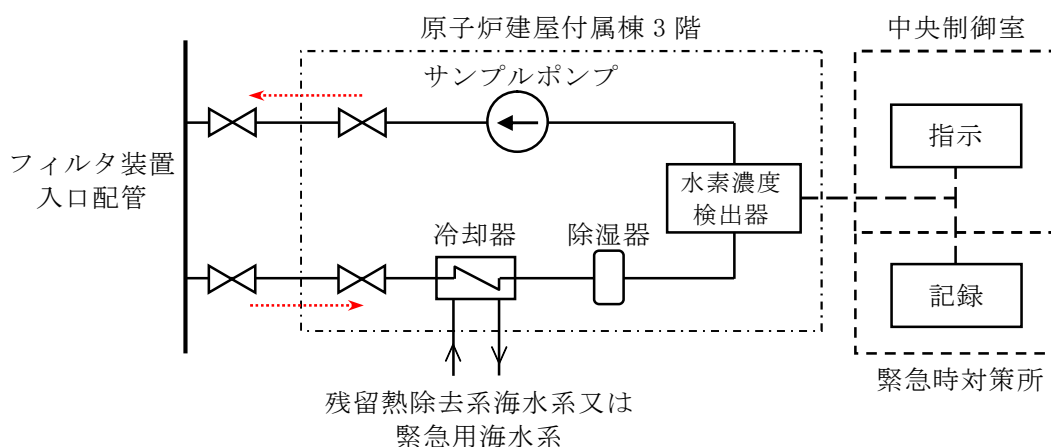 原子炉建屋付属棟3階
中央制御室
サンプルポンプ
指示
フィルタ装置
入口配管
水素濃度
検出器
冷却器
除湿器
記録
緊急時対策所
残留熱除去系海水系又は
緊急用海水系